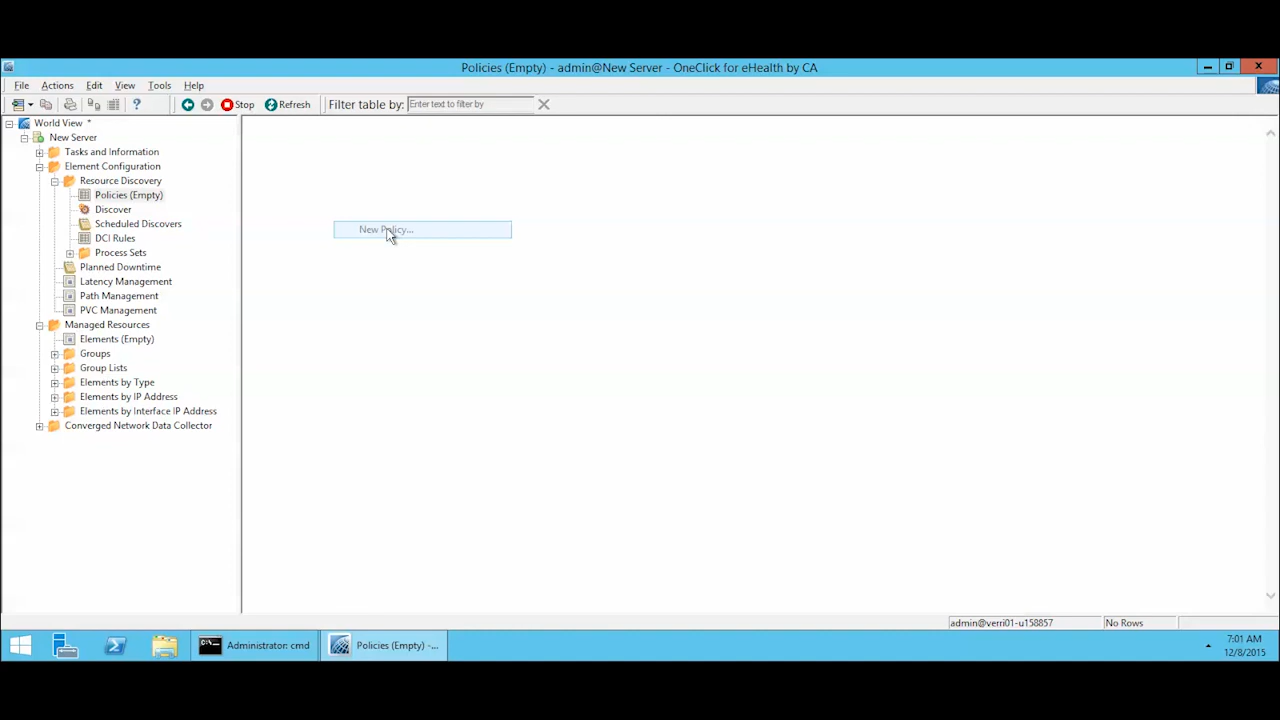 Policies (Empty) - admin@New Server - OneClick for eHealth by CA
File Actions Edit View Tools Help
Stop Refresh Filter table by: Enter text to filter by
World View *
New Server
Tasks and Information
Element Configuration
Resource Discovery
Policies (Empty)
Discover
Scheduled Discovers
DCI Rules
Process Sets
Planned Downtime
Latency Management
Path Management
PVC Management
Managed Resources
Elements (Empty)
Groups
Group Lists
Elements by Type
Elements by IP Address
Elements by Interface IP Address
Converged Network Data Collector
New Policy...
admin@verri01-u158857 No Rows
Administrator: cmd Policies (Empty) -...
7:01 AM
12/8/2015